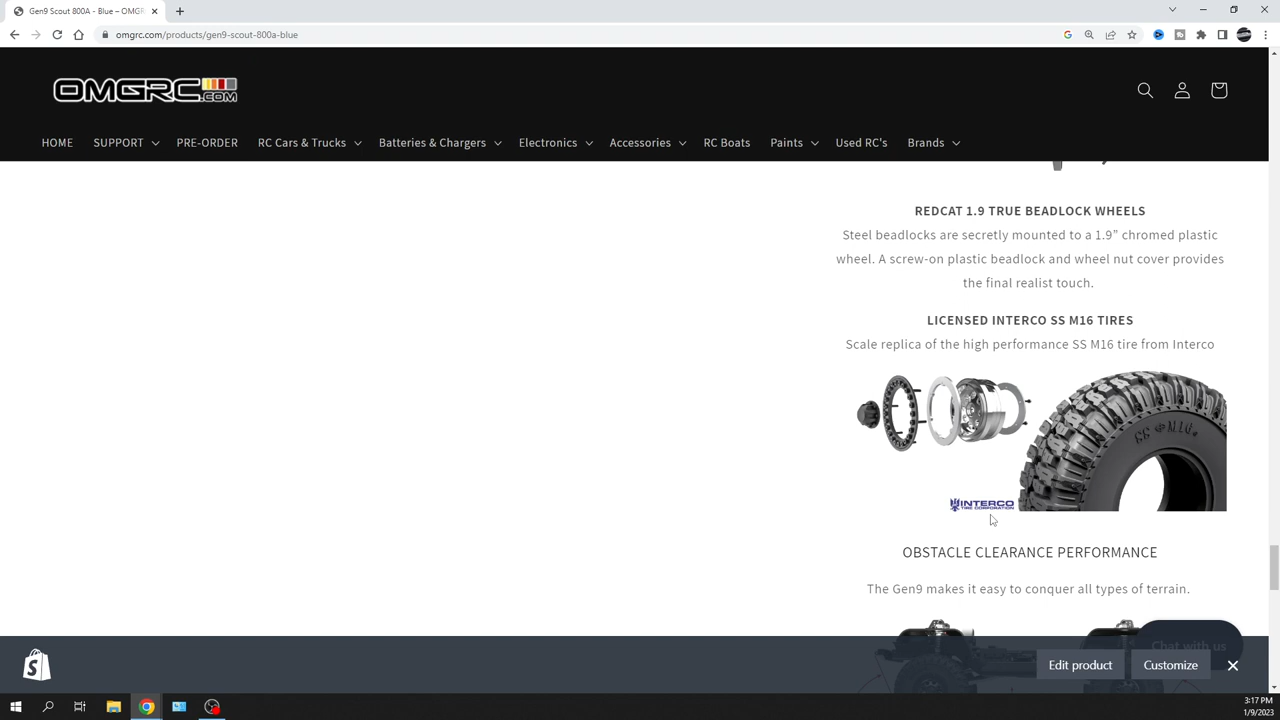 Gen9 Scout 800A - Blue – OMGR
omgrc.com/products/gen9-scout-800a-blue
OMGRC.COM
HOME SUPPORT PRE-ORDER RC Cars & Trucks Batteries & Chargers Electronics Accessories RC Boats Paints Used RC's Brands
REDCAT 1.9 TRUE BEADLOCK WHEELS
Steel beadlocks are secretly mounted to a 1.9” chromed plastic
wheel. A screw-on plastic beadlock and wheel nut cover provides
the final realist touch.
LICENSED INTERCO SS M16 TIRES
Scale replica of the high performance SS M16 tire from Interco
SS M16
INTERCO
TIRE CORPORATION
OBSTACLE CLEARANCE PERFORMANCE
The Gen9 makes it easy to conquer all types of terrain.
Chat with us
Edit product Customize
3:17 PM
1/9/2023